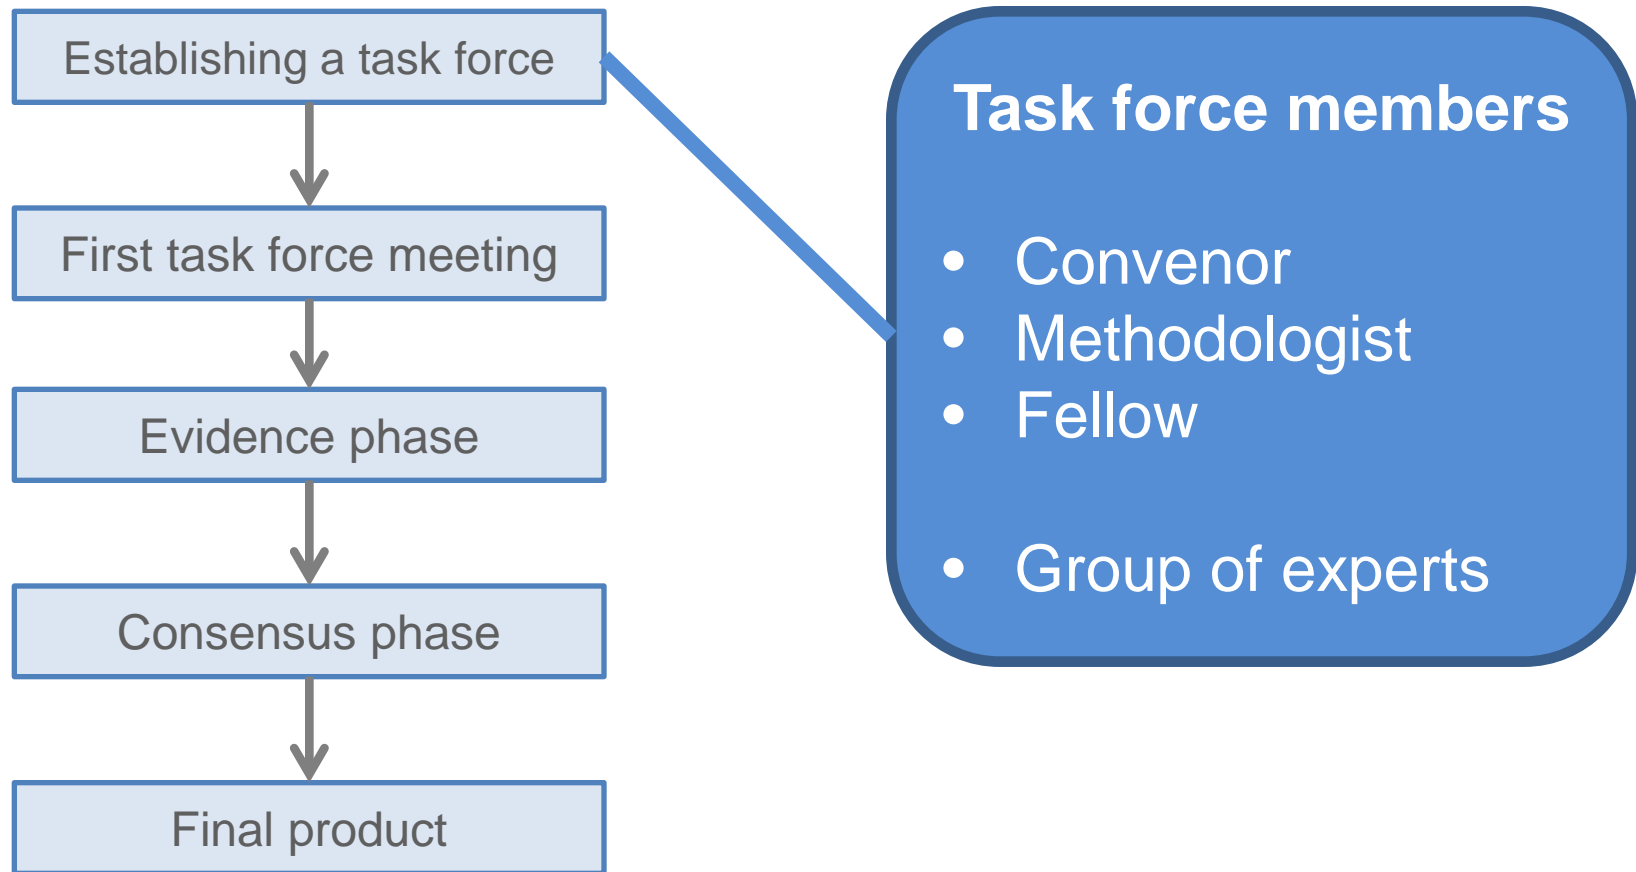 Establishing a task force
First task force meeting
Evidence phase
Consensus phase
Final product
Task force members
• Convenor
• Methodologist
• Fellow
• Group of experts